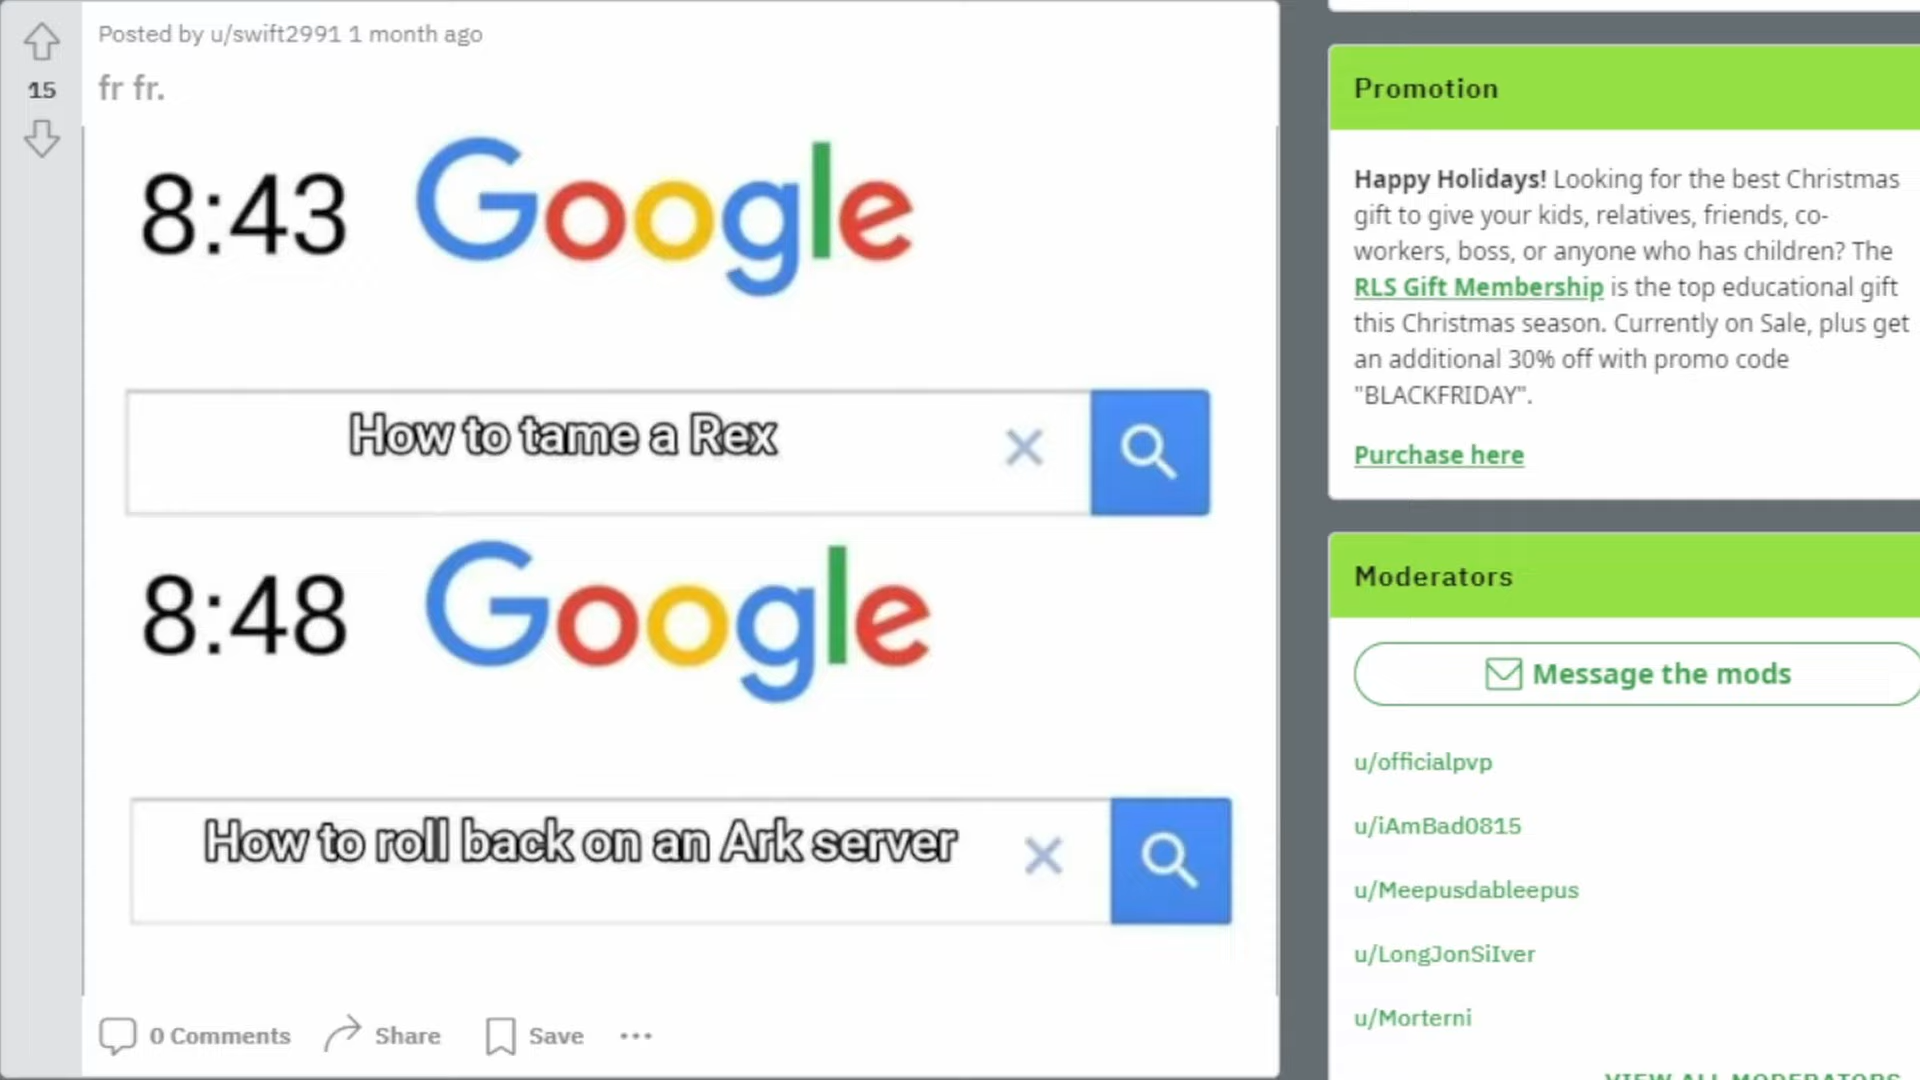 Posted by u/swift2991 1 month ago
15
fr fr.
8:43
Google
How to tame a Rex
8:48
Google
How to roll back on an Ark server
0 Comments
Share
Save
Promotion
Happy Holidays! Looking for the best Christmas
gift to give your kids, relatives, friends, co-
workers, boss, or anyone who has children? The
RLS Gift Membership is the top educational gift
this Christmas season. Currently on Sale, plus get
an additional 30% off with promo code
"BLACKFRIDAY".
Purchase here
Moderators
Message the mods
u/officialpvp
u/iAmBad0815
u/Meepusdableepus
u/LongJonSiIver
u/Morterni
VIEW ALL MODERATORS